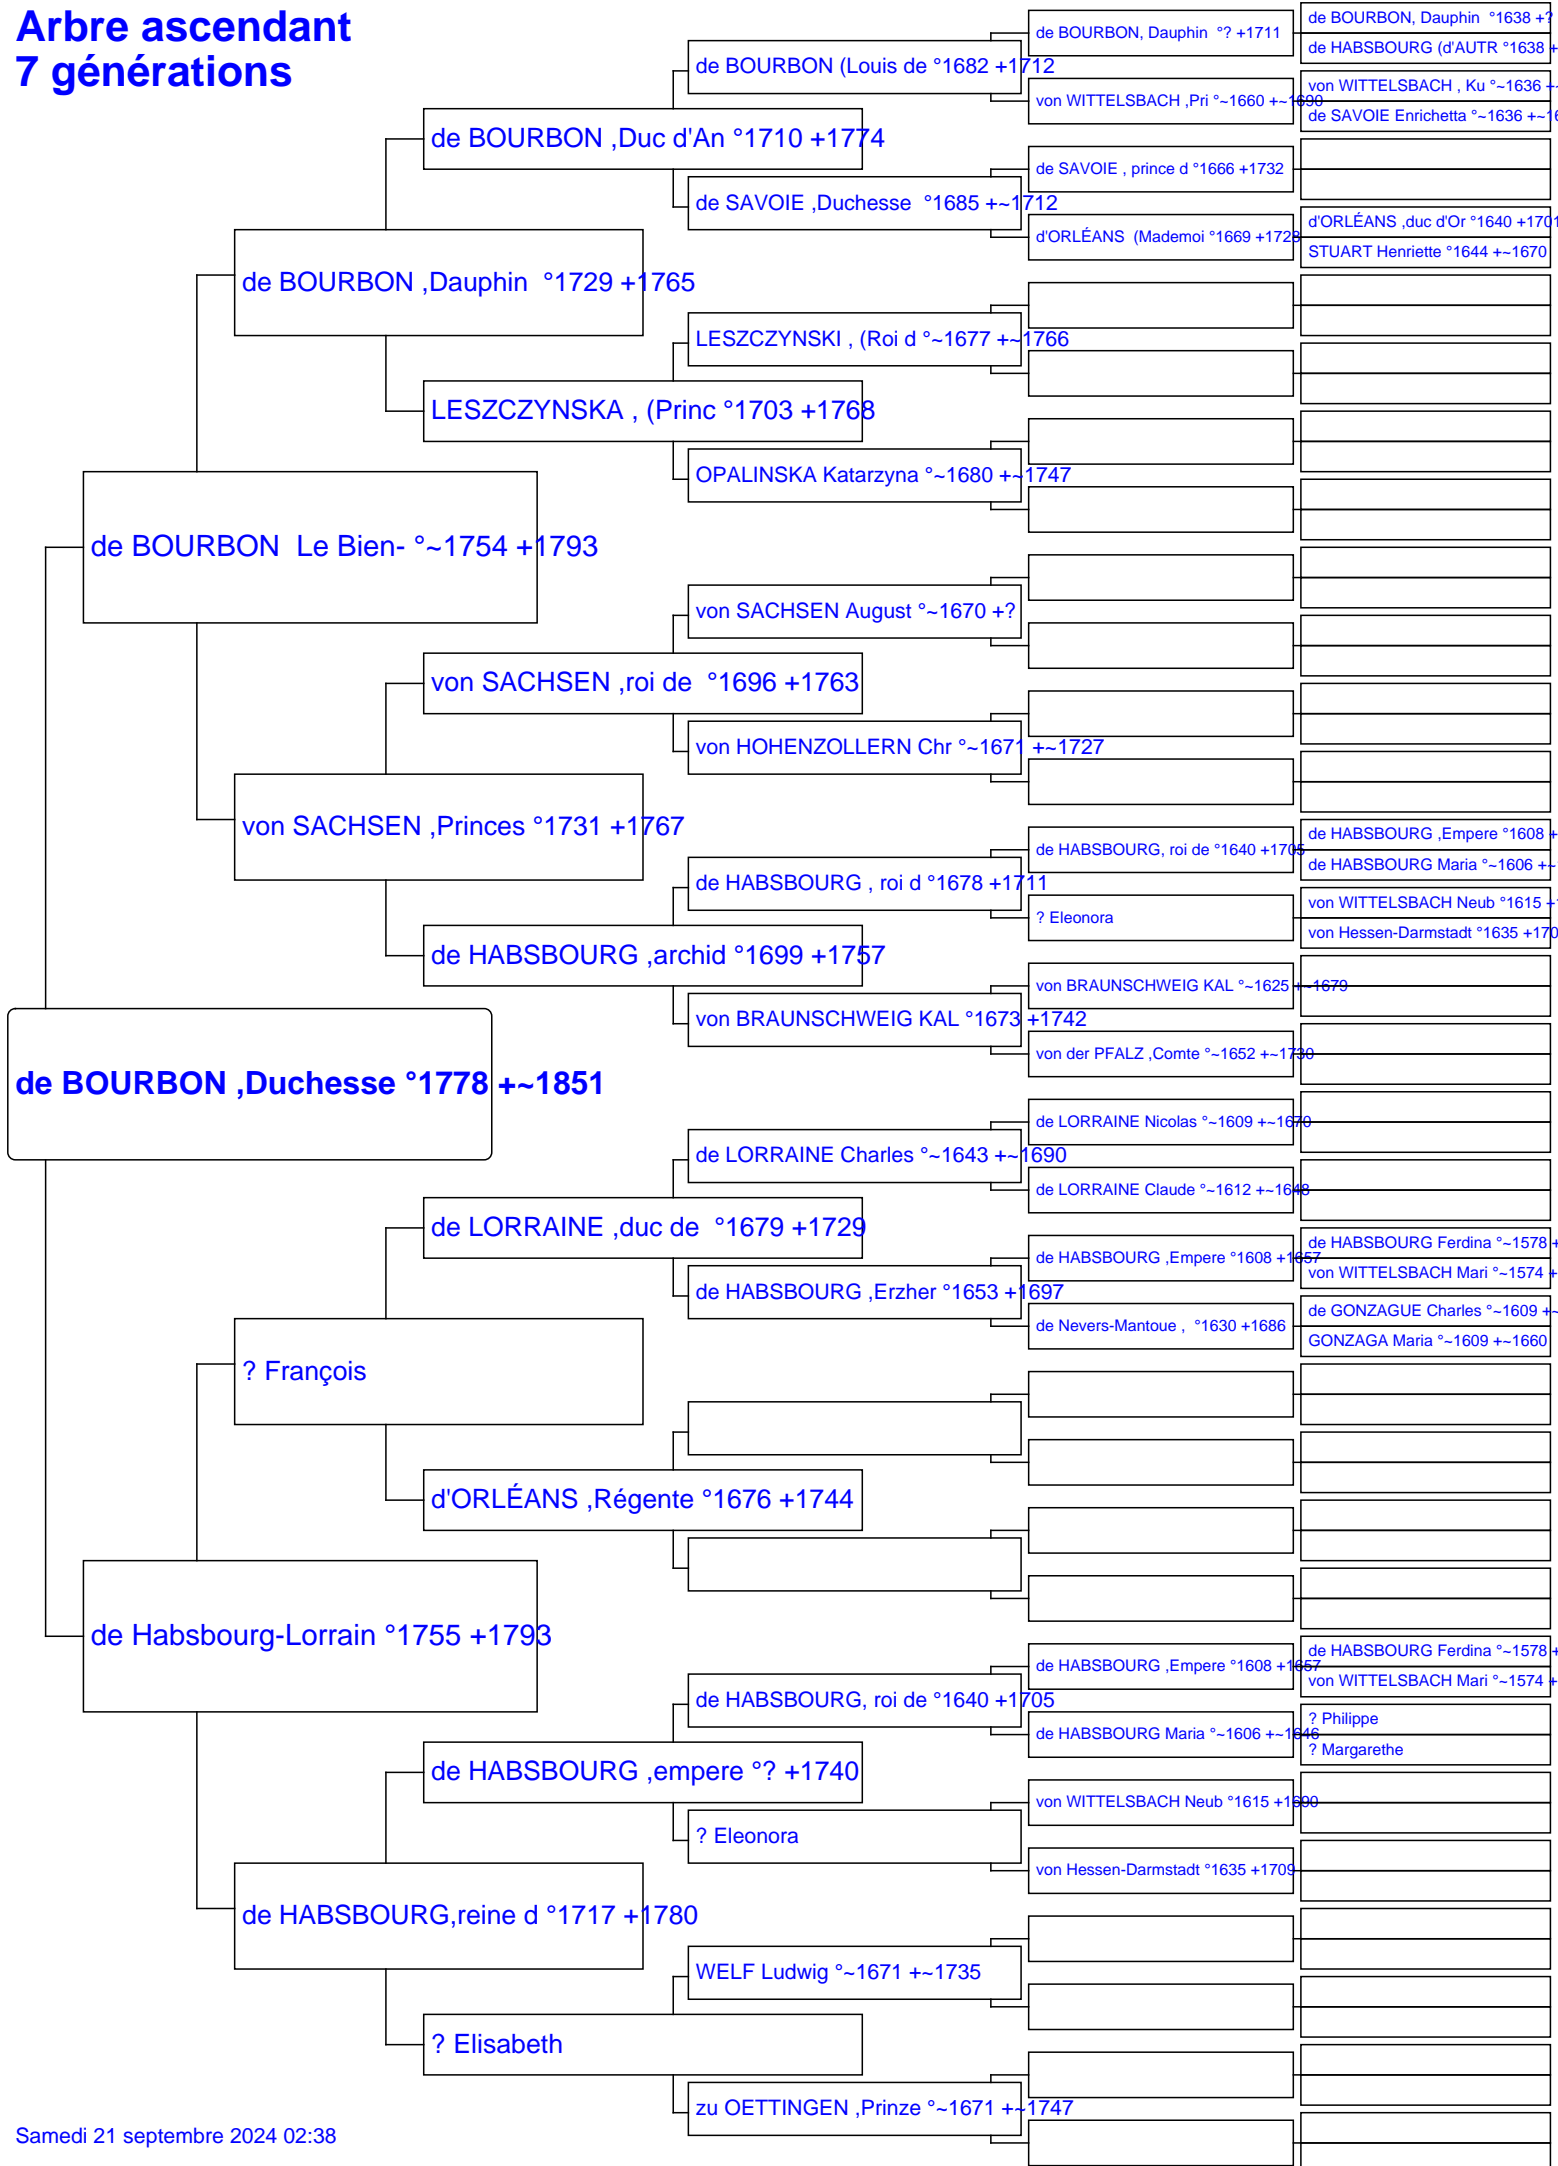 Arbre ascendant
7 générations
de BOURBON, Dauphin  °1638 +?
de BOURBON, Dauphin  °? +1711
de HABSBOURG (d'AUTR °1638 +
de BOURBON (Louis de °1682 +1712
von WITTELSBACH , Ku °~1636 +~
von WITTELSBACH ,Pri °~1660 +~1690
de SAVOIE Enrichetta °~1636 +~16
de BOURBON ,Duc d'An °1710 +1774
de SAVOIE , prince d °1666 +1732
de SAVOIE ,Duchesse  °1685 +~1712
d'ORLÉANS ,duc d'Or °1640 +1701
d'ORLÉANS  (Mademoi °1669 +1728
STUART Henriette °1644 +~1670
de BOURBON ,Dauphin  °1729 +1765
LESZCZYNSKI , (Roi d °~1677 +~1766
LESZCZYNSKA , (Princ °1703 +1768
OPALINSKA Katarzyna °~1680 +~1747
de BOURBON  Le Bien- °~1754 +1793
von SACHSEN August °~1670 +?
von SACHSEN ,roi de  °1696 +1763
von HOHENZOLLERN Chr °~1671 +~1727
von SACHSEN ,Princes °1731 +1767
de HABSBOURG ,Empere °1608 +
de HABSBOURG, roi de °1640 +1705
de HABSBOURG Maria °~1606 +~
de HABSBOURG , roi d °1678 +1711
von WITTELSBACH Neub °1615 +1
? Eleonora
von Hessen-Darmstadt °1635 +170
de HABSBOURG ,archid °1699 +1757
von BRAUNSCHWEIG KAL °~1625 +~1679
von BRAUNSCHWEIG KAL °1673 +1742
von der PFALZ ,Comte °~1652 +~1730
de BOURBON ,Duchesse °1778 +~1851
de LORRAINE Nicolas °~1609 +~1670
de LORRAINE Charles °~1643 +~1690
de LORRAINE Claude °~1612 +~1648
de LORRAINE ,duc de  °1679 +1729
de HABSBOURG Ferdina °~1578 +
de HABSBOURG ,Empere °1608 +1657
von WITTELSBACH Mari °~1574 +
de HABSBOURG ,Erzher °1653 +1697
de GONZAGUE Charles °~1609 +~
de Nevers-Mantoue ,  °1630 +1686
GONZAGA Maria °~1609 +~1660
? François
d'ORLÉANS ,Régente °1676 +1744
de Habsbourg-Lorrain °1755 +1793
de HABSBOURG Ferdina °~1578 +
de HABSBOURG ,Empere °1608 +1657
von WITTELSBACH Mari °~1574 +
de HABSBOURG, roi de °1640 +1705
? Philippe
de HABSBOURG Maria °~1606 +~1646
? Margarethe
de HABSBOURG ,empere °? +1740
von WITTELSBACH Neub °1615 +1690
? Eleonora
von Hessen-Darmstadt °1635 +1709
de HABSBOURG,reine d °1717 +1780
WELF Ludwig °~1671 +~1735
? Elisabeth
zu OETTINGEN ,Prinze °~1671 +~1747
Samedi 21 septembre 2024 02:38